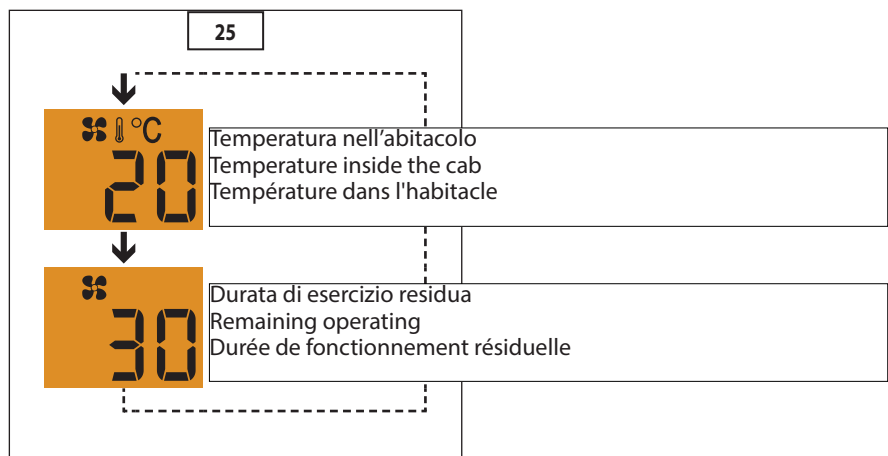 25
°C
20
Temperatura nell'abitacolo
Temperature inside the cab
Température dans l'habitacle
30
Durata di esercizio residua
Remaining operating
Durée de fonctionnement résiduelle